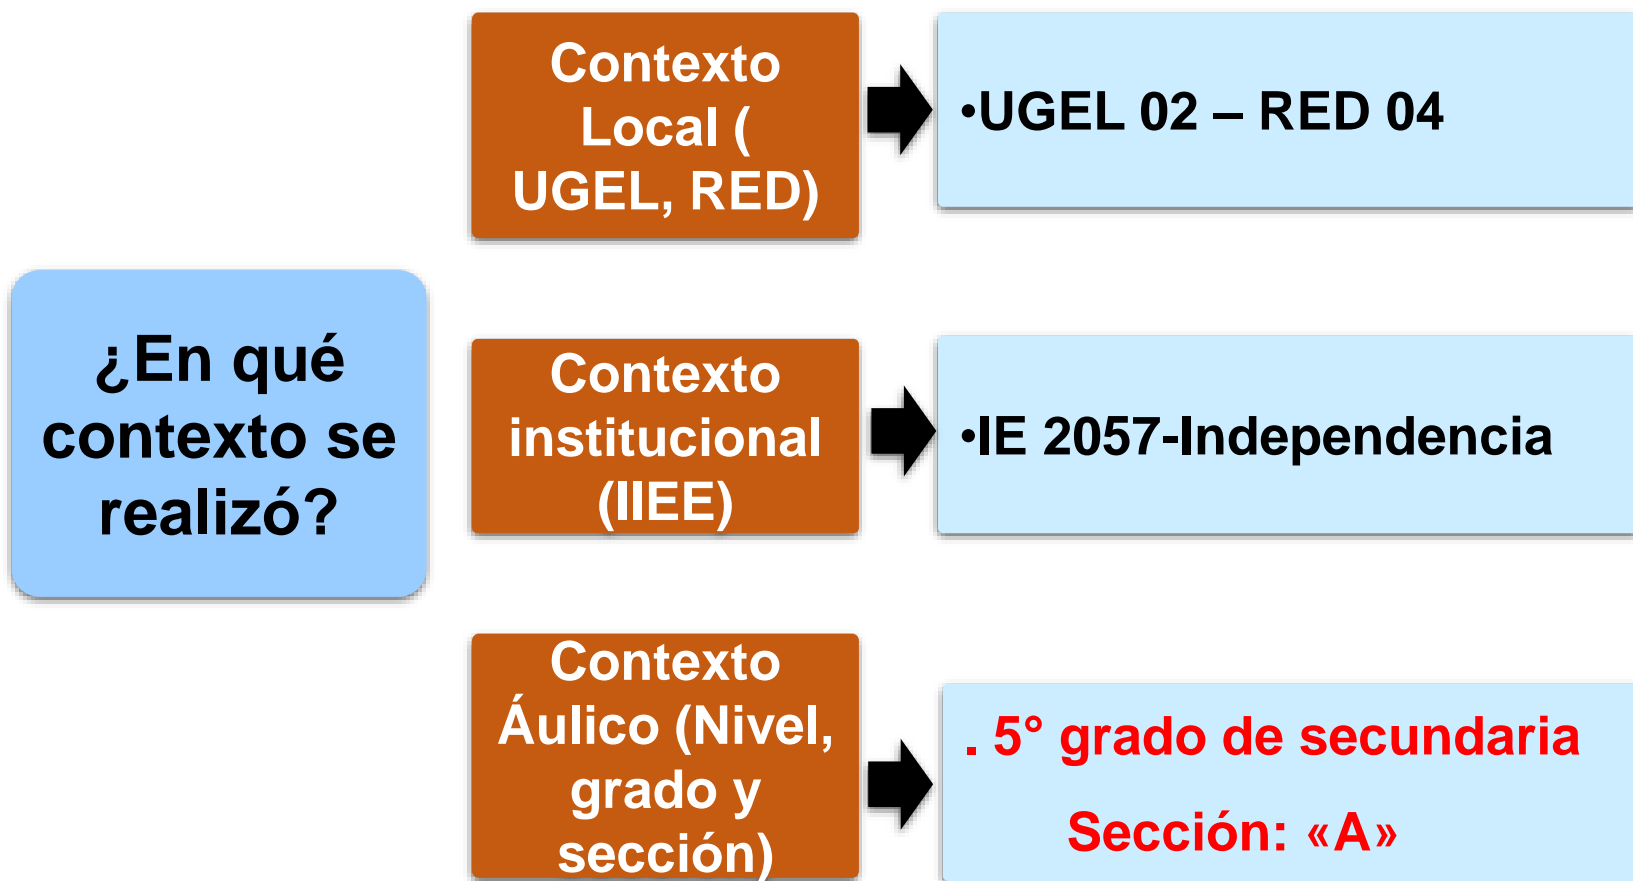 ¿En qué
contexto se
realizó?
Contexto
Local (
UGEL, RED)
•UGEL 02 – RED 04
Contexto
institucional
(IIEE)
•IE 2057-Independencia
Contexto
Áulico (Nivel,
grado y
sección)
. 5° grado de secundaria
Sección: «A»